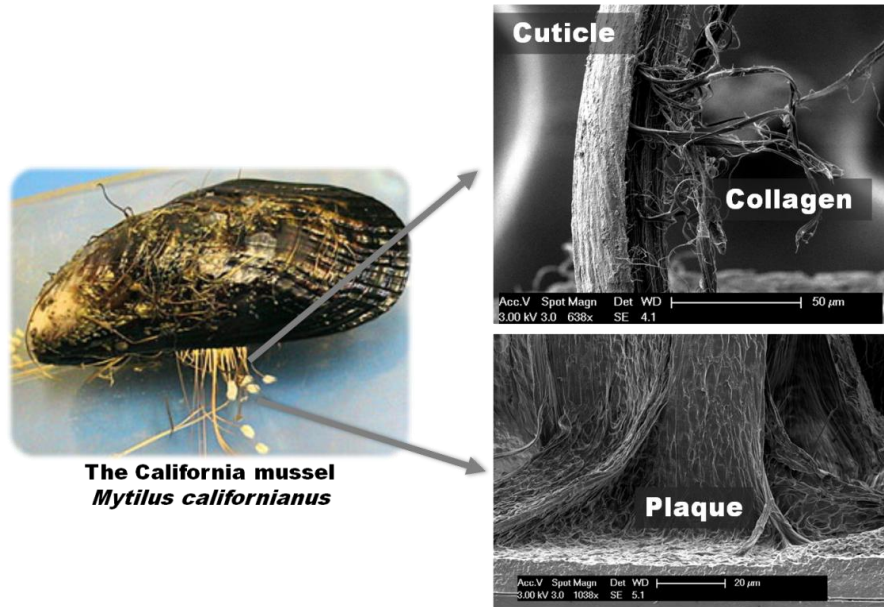 Cuticle
Collagen
Acc.V Spot Magn Det WD 50 µm
3.00 kV 3.0 638x SE 4.1
The California mussel
Mytilus californianus
Plaque
Acc.V Spot Magn Det WD 20 µm
3.00 kV 3.0 1038x SE 5.1